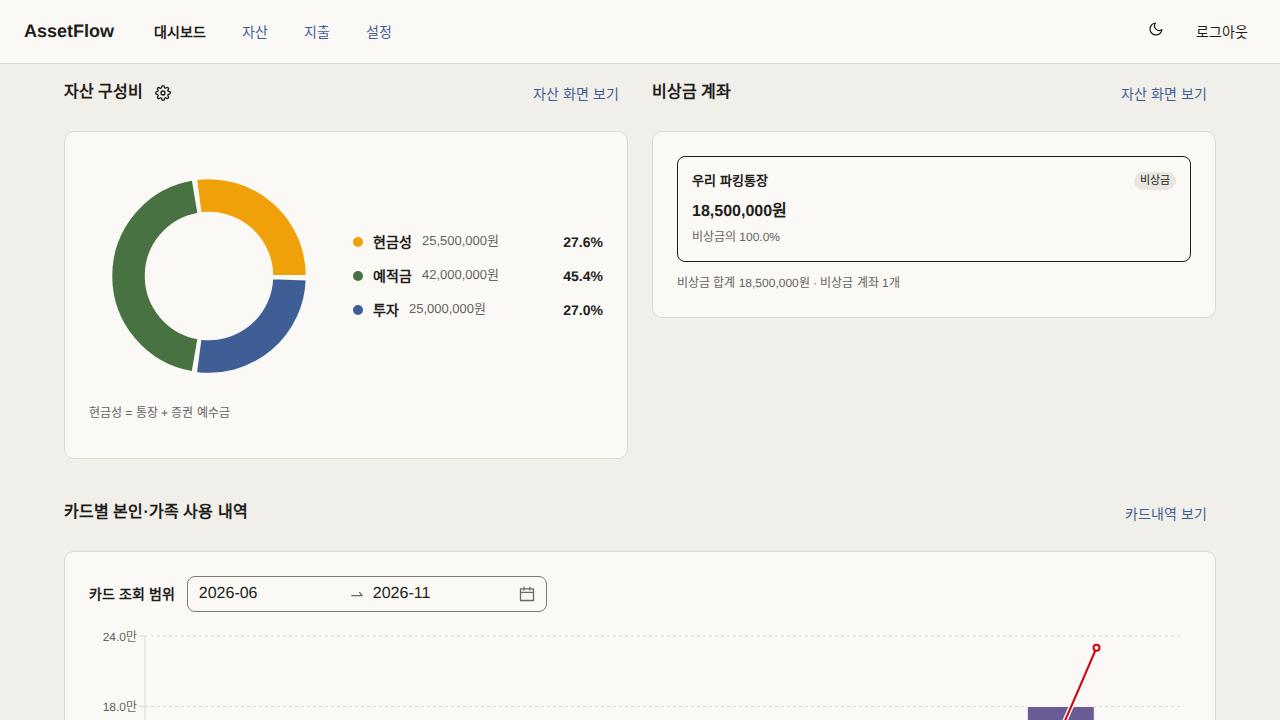 AssetFlow 대시보드 자산 지출 설정 로그아웃
자산 구성비 자산 화면 보기
현금성 25,500,000원 27.6%
예적금 42,000,000원 45.4%
투자 25,000,000원 27.0%
현금성 = 통장 + 증권 예수금
비상금 계좌 자산 화면 보기
우리 파킹통장 비상금
18,500,000원
비상금의 100.0%
비상금 합계 18,500,000원 · 비상금 계좌 1개
카드별 본인·가족 사용 내역 카드내역 보기
카드 조회 범위 2026-06 2026-11
24.0만
18.0만